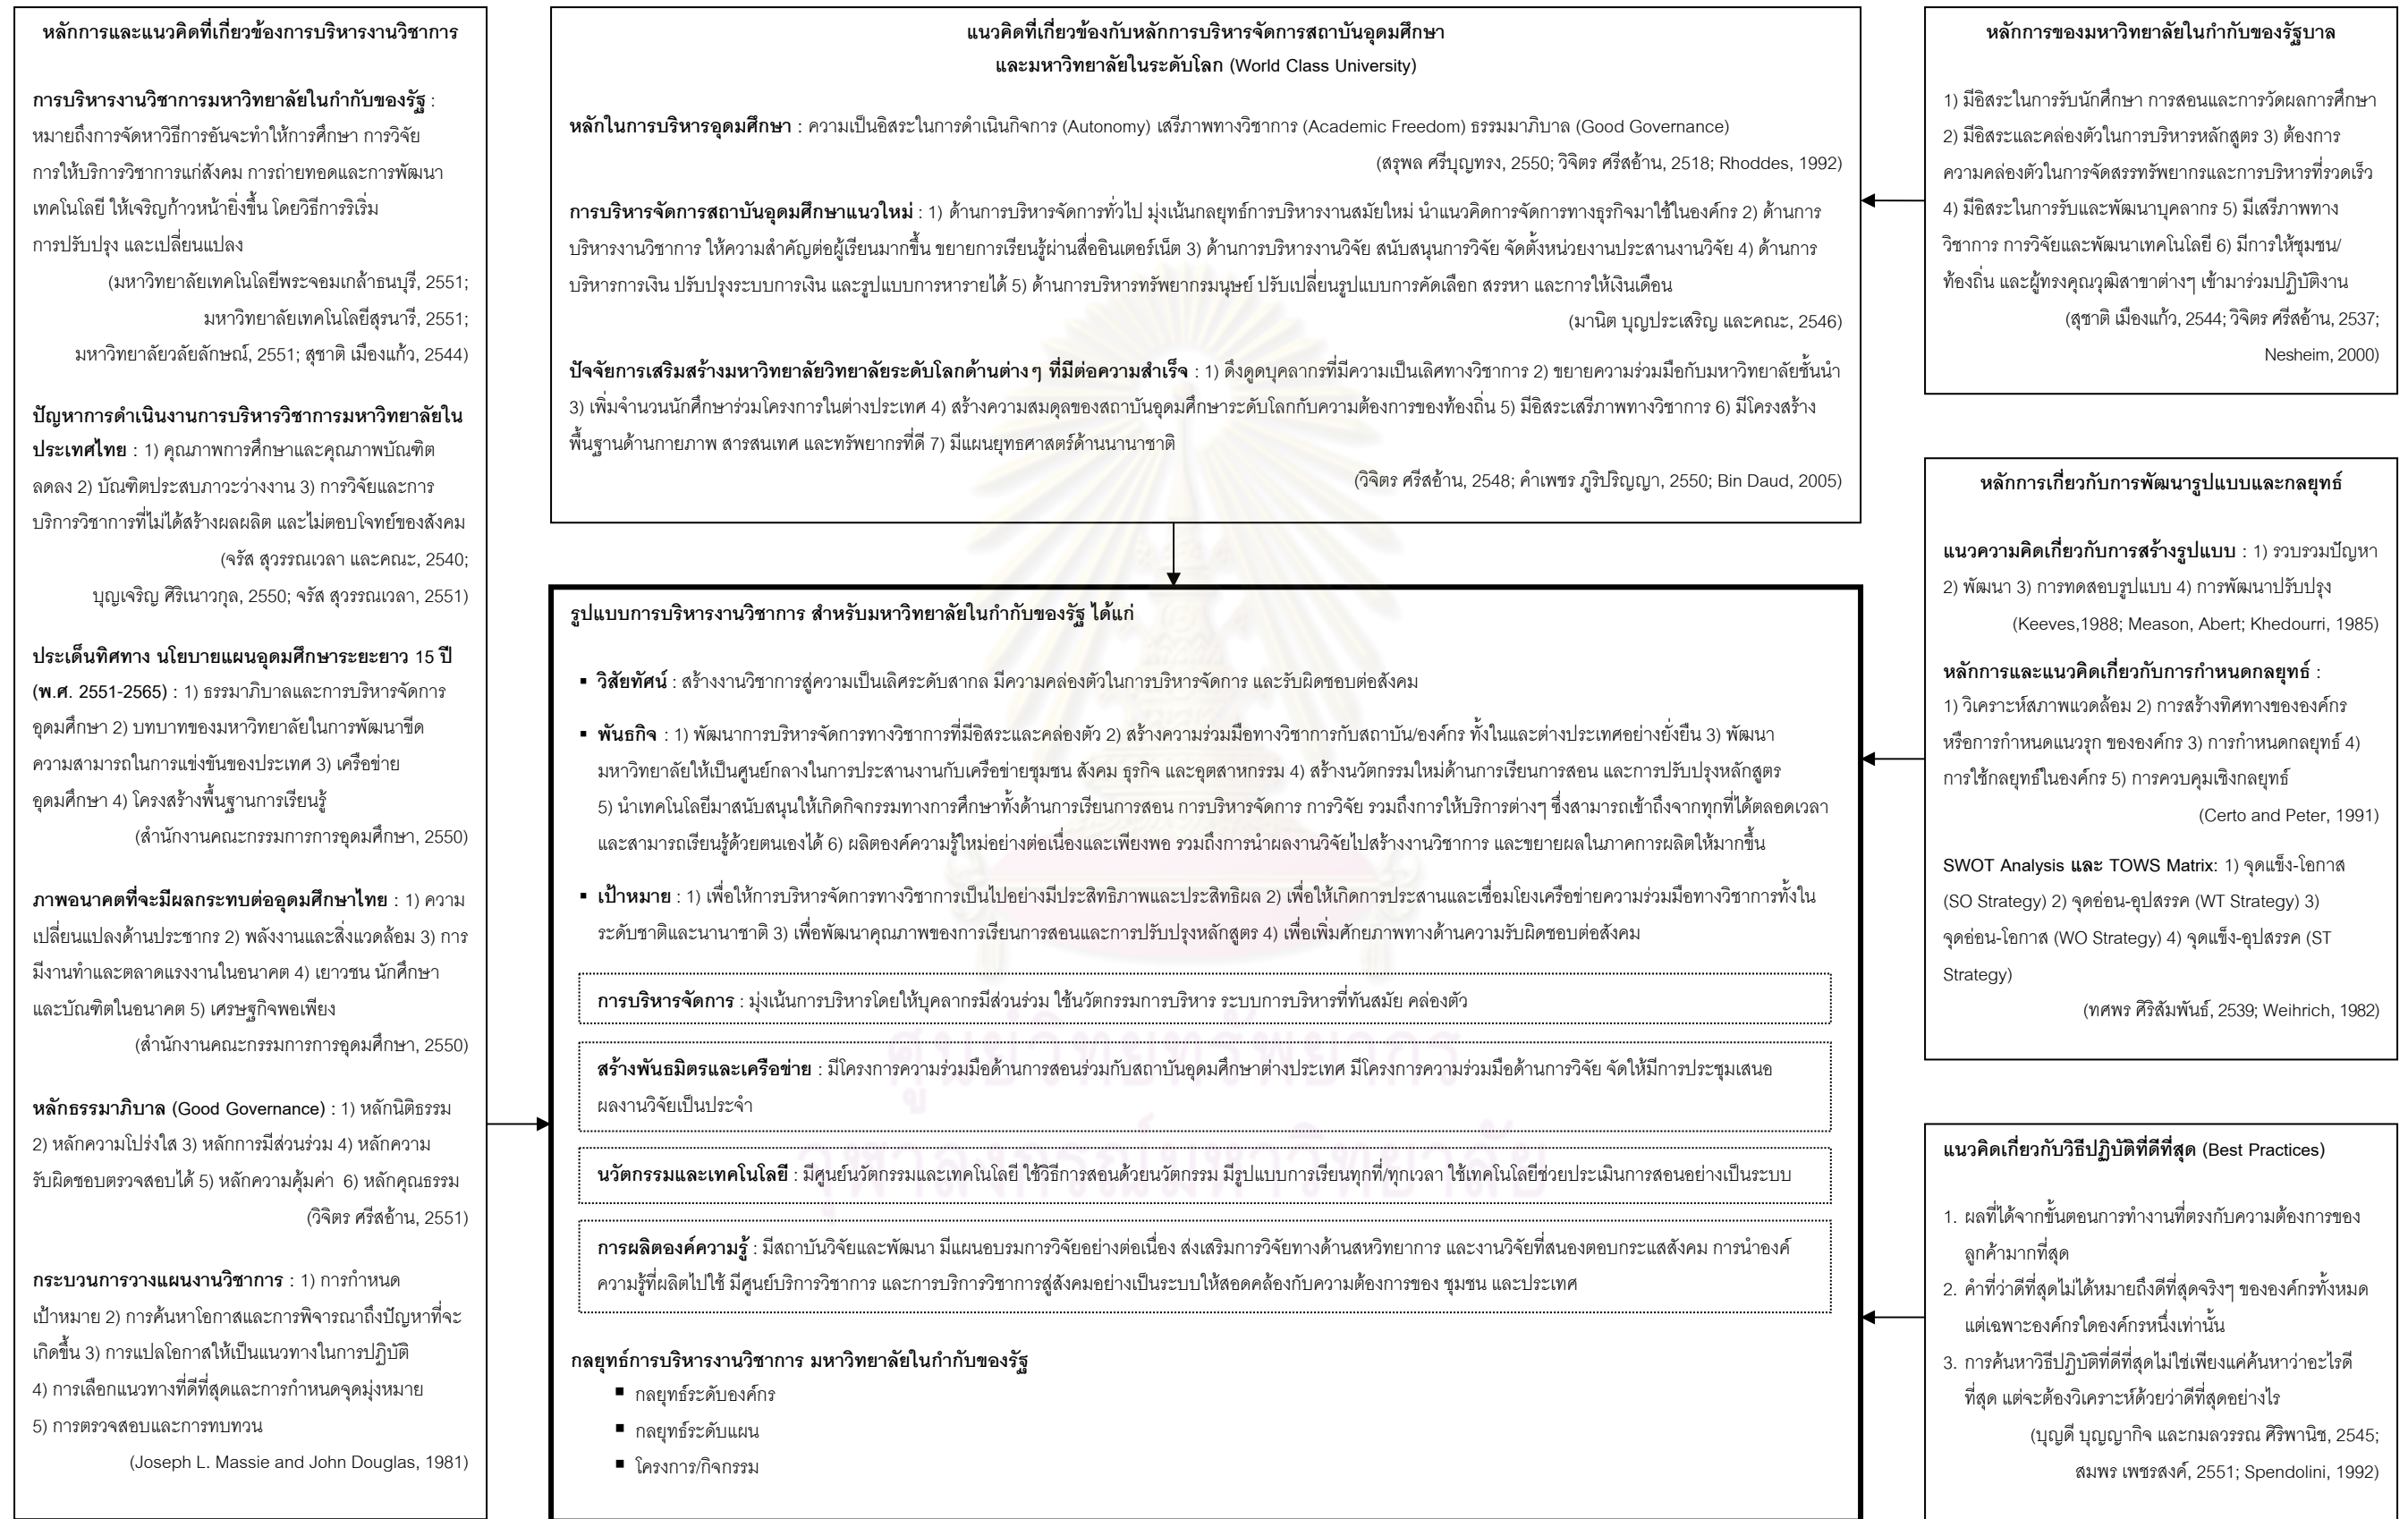 หลักการและแนวคิดที่เกี่ยวข้องการบริหารงานวิชาการ
การบริหารงานวิชาการมหาวิทยาลัยในกำกับของรัฐ :
หมายถึงการจัดหาวิธีการอันจะทำให้การศึกษา การวิจัย
การให้บริการวิชาการแก่สังคม การถ่ายทอดและการพัฒนา
เทคโนโลยี ให้เจริญก้าวหน้ายิ่งขึ้น โดยวิธีการริเริ่ม
การปรับปรุง และเปลี่ยนแปลง
(มหาวิทยาลัยเทคโนโลยีพระจอมเกล้าธนบุรี, 2551;
มหาวิทยาลัยเทคโนโลยีสุรนารี, 2551;
มหาวิทยาลัยวลัยลักษณ์, 2551; สุชาติ เมืองแก้ว, 2544)
ปัญหาการดำเนินงานการบริหารวิชาการมหาวิทยาลัยใน
ประเทศไทย : 1) คุณภาพการศึกษาและคุณภาพบัณฑิต
ลดลง 2) บัณฑิตประสบภาวะว่างงาน 3) การวิจัยและการ
บริการวิชาการที่ไม่ได้สร้างผลผลิต และไม่ตอบโจทย์ของสังคม
(จรัส สุวรรณเวลา และคณะ, 2540;
บุญเจริญ ศิริเนาวกุล, 2550; จรัส สุวรรณเวลา, 2551)
ประเด็นทิศทาง นโยบายแผนอุดมศึกษาระยะยาว 15 ปี
(พ.ศ. 2551-2565) : 1) ธรรมาภิบาลและการบริหารจัดการ
อุดมศึกษา 2) บทบาทของมหาวิทยาลัยในการพัฒนาขีด
ความสามารถในการแข่งขันของประเทศ 3) เครือข่าย
อุดมศึกษา 4) โครงสร้างพื้นฐานการเรียนรู้
(สำนักงานคณะกรรมการการอุดมศึกษา, 2550)
ภาพอนาคตที่จะมีผลกระทบต่ออุดมศึกษาไทย : 1) ความ
เปลี่ยนแปลงด้านประชากร 2) พลังงานและสิ่งแวดล้อม 3) การ
มีงานทำและตลาดแรงงานในอนาคต 4) เยาวชน นักศึกษา
และบัณฑิตในอนาคต 5) เศรษฐกิจพอเพียง
(สำนักงานคณะกรรมการการอุดมศึกษา, 2550)
หลักธรรมาภิบาล (Good Governance) : 1) หลักนิติธรรม
2) หลักความโปร่งใส 3) หลักการมีส่วนร่วม 4) หลักความ
รับผิดชอบตรวจสอบได้ 5) หลักความคุ้มค่า 6) หลักคุณธรรม
(วิจิตร ศรีสอ้าน, 2551)
กระบวนการวางแผนงานวิชาการ : 1) การกำหนด
เป้าหมาย 2) การค้นหาโอกาสและการพิจารณาถึงปัญหาที่จะ
เกิดขึ้น 3) การแปลโอกาสให้เป็นแนวทางในการปฏิบัติ
4) การเลือกแนวทางที่ดีที่สุดและการกำหนดจุดมุ่งหมาย
5) การตรวจสอบและการทบทวน
(Joseph L. Massie and John Douglas, 1981)
แนวคิดที่เกี่ยวข้องกับหลักการบริหารจัดการสถาบันอุดมศึกษา
และมหาวิทยาลัยในระดับโลก (World Class University)
หลักในการบริหารอุดมศึกษา : ความเป็นอิสระในการดำเนินกิจการ (Autonomy) เสรีภาพทางวิชาการ (Academic Freedom) ธรรมมาภิบาล (Good Governance)
(สรุพล ศรีบุญทรง, 2550; วิจิตร ศรีสอ้าน, 2518; Rhoddes, 1992)
การบริหารจัดการสถาบันอุดมศึกษาแนวใหม่ : 1) ด้านการบริหารจัดการทั่วไป มุ่งเน้นกลยุทธ์การบริหารงานสมัยใหม่ นำแนวคิดการจัดการทางธุรกิจมาใช้ในองค์กร 2) ด้านการ
บริหารงานวิชาการ ให้ความสำคัญต่อผู้เรียนมากขึ้น ขยายการเรียนรู้ผ่านสื่ออินเตอร์เน็ต 3) ด้านการบริหารงานวิจัย สนับสนุนการวิจัย จัดตั้งหน่วยงานประสานงานวิจัย 4) ด้านการ
บริหารการเงิน ปรับปรุงระบบการเงิน และรูปแบบการหารายได้ 5) ด้านการบริหารทรัพยากรมนุษย์ ปรับเปลี่ยนรูปแบบการคัดเลือก สรรหา และการให้เงินเดือน
(มานิต บุญประเสริฐ และคณะ, 2546)
ปัจจัยการเสริมสร้างมหาวิทยาลัยวิทยาลัยระดับโลกด้านต่าง ๆ ที่มีต่อความสำเร็จ : 1) ดึงดูดบุคลากรที่มีความเป็นเลิศทางวิชาการ 2) ขยายความร่วมมือกับมหาวิทยาลัยชั้นนำ
3) เพิ่มจำนวนนักศึกษาร่วมโครงการในต่างประเทศ 4) สร้างความสมดุลของสถาบันอุดมศึกษาระดับโลกกับความต้องการของท้องถิ่น 5) มีอิสระเสรีภาพทางวิชาการ 6) มีโครงสร้าง
พื้นฐานด้านกายภาพ สารสนเทศ และทรัพยากรที่ดี 7) มีแผนยุทธศาสตร์ด้านนานาชาติ
(วิจิตร ศรีสอ้าน, 2548; คำเพชร ภูริปริญญา, 2550; Bin Daud, 2005)
รูปแบบการบริหารงานวิชาการ สำหรับมหาวิทยาลัยในกำกับของรัฐ ได้แก่
▪ วิสัยทัศน์ : สร้างงานวิชาการสู่ความเป็นเลิศระดับสากล มีความคล่องตัวในการบริหารจัดการ และรับผิดชอบต่อสังคม
▪ พันธกิจ : 1) พัฒนาการบริหารจัดการทางวิชาการที่มีอิสระและคล่องตัว 2) สร้างความร่วมมือทางวิชาการกับสถาบัน/องค์กร ทั้งในและต่างประเทศอย่างยั่งยืน 3) พัฒนา
มหาวิทยาลัยให้เป็นศูนย์กลางในการประสานงานกับเครือข่ายชุมชน สังคม ธุรกิจ และอุตสาหกรรม 4) สร้างนวัตกรรมใหม่ด้านการเรียนการสอน และการปรับปรุงหลักสูตร
5) นำเทคโนโลยีมาสนับสนุนให้เกิดกิจกรรมทางการศึกษาทั้งด้านการเรียนการสอน การบริหารจัดการ การวิจัย รวมถึงการให้บริการต่างๆ ซึ่งสามารถเข้าถึงจากทุกที่ได้ตลอดเวลา
และสามารถเรียนรู้ด้วยตนเองได้ 6) ผลิตองค์ความรู้ใหม่อย่างต่อเนื่องและเพียงพอ รวมถึงการนำผลงานวิจัยไปสร้างงานวิชาการ และขยายผลในภาคการผลิตให้มากขึ้น
▪ เป้าหมาย : 1) เพื่อให้การบริหารจัดการทางวิชาการเป็นไปอย่างมีประสิทธิภาพและประสิทธิผล 2) เพื่อให้เกิดการประสานและเชื่อมโยงเครือข่ายความร่วมมือทางวิชาการทั้งใน
ระดับชาติและนานาชาติ 3) เพื่อพัฒนาคุณภาพของการเรียนการสอนและการปรับปรุงหลักสูตร 4) เพื่อเพิ่มศักยภาพทางด้านความรับผิดชอบต่อสังคม
การบริหารจัดการ : มุ่งเน้นการบริหารโดยให้บุคลากรมีส่วนร่วม ใช้นวัตกรรมการบริหาร ระบบการบริหารที่ทันสมัย คล่องตัว
สร้างพันธมิตรและเครือข่าย : มีโครงการความร่วมมือด้านการสอนร่วมกับสถาบันอุดมศึกษาต่างประเทศ มีโครงการความร่วมมือด้านการวิจัย จัดให้มีการประชุมเสนอ
ผลงานวิจัยเป็นประจำ
นวัตกรรมและเทคโนโลยี : มีศูนย์นวัตกรรมและเทคโนโลยี ใช้วิธีการสอนด้วยนวัตกรรม มีรูปแบบการเรียนทุกที่/ทุกเวลา ใช้เทคโนโลยีช่วยประเมินการสอนอย่างเป็นระบบ
การผลิตองค์ความรู้ : มีสถาบันวิจัยและพัฒนา มีแผนอบรมการวิจัยอย่างต่อเนื่อง ส่งเสริมการวิจัยทางด้านสหวิทยาการ และงานวิจัยที่สนองตอบกระแสสังคม การนำองค์
ความรู้ที่ผลิตไปใช้ มีศูนย์บริการวิชาการ และการบริการวิชาการสู่สังคมอย่างเป็นระบบให้สอดคล้องกับความต้องการของ ชุมชน และประเทศ
กลยุทธ์การบริหารงานวิชาการ มหาวิทยาลัยในกำกับของรัฐ
▪ กลยุทธ์ระดับองค์กร
▪ กลยุทธ์ระดับแผน
▪ โครงการ/กิจกรรม
ศูนย์วิทยทรัพยากร
จุฬาลงกรณ์มหาวิทยาลัย
หลักการของมหาวิทยาลัยในกำกับของรัฐบาล
1) มีอิสระในการรับนักศึกษา การสอนและการวัดผลการศึกษา
2) มีอิสระและคล่องตัวในการบริหารหลักสูตร 3) ต้องการ
ความคล่องตัวในการจัดสรรทรัพยากรและการบริหารที่รวดเร็ว
4) มีอิสระในการรับและพัฒนาบุคลากร 5) มีเสรีภาพทาง
วิชาการ การวิจัยและพัฒนาเทคโนโลยี 6) มีการให้ชุมชน/
ท้องถิ่น และผู้ทรงคุณวุฒิสาขาต่างๆ เข้ามาร่วมปฏิบัติงาน
(สุชาติ เมืองแก้ว, 2544; วิจิตร ศรีสอ้าน, 2537;
Nesheim, 2000)
หลักการเกี่ยวกับการพัฒนารูปแบบและกลยุทธ์
แนวความคิดเกี่ยวกับการสร้างรูปแบบ : 1) รวบรวมปัญหา
2) พัฒนา 3) การทดสอบรูปแบบ 4) การพัฒนาปรับปรุง
(Keeves,1988; Meason, Abert; Khedourri, 1985)
หลักการและแนวคิดเกี่ยวกับการกำหนดกลยุทธ์ :
1) วิเคราะห์สภาพแวดล้อม 2) การสร้างทิศทางขององค์กร
หรือการกำหนดแนวรุก ขององค์กร 3) การกำหนดกลยุทธ์ 4)
การใช้กลยุทธ์ในองค์กร 5) การควบคุมเชิงกลยุทธ์
(Certo and Peter, 1991)
SWOT Analysis และ TOWS Matrix: 1) จุดแข็ง-โอกาส
(SO Strategy) 2) จุดอ่อน-อุปสรรค (WT Strategy) 3)
จุดอ่อน-โอกาส (WO Strategy) 4) จุดแข็ง-อุปสรรค (ST
Strategy)
(ทศพร ศิริสัมพันธ์, 2539; Weihrich, 1982)
แนวคิดเกี่ยวกับวิธีปฏิบัติที่ดีที่สุด (Best Practices)
1. ผลที่ได้จากขั้นตอนการทำงานที่ตรงกับความต้องการของ
ลูกค้ามากที่สุด
2. คำที่ว่าดีที่สุดไม่ได้หมายถึงดีที่สุดจริงๆ ขององค์กรทั้งหมด
แต่เฉพาะองค์กรใดองค์กรหนึ่งเท่านั้น
3. การค้นหาวิธีปฏิบัติที่ดีที่สุดไม่ใช่เพียงแค่ค้นหาว่าอะไรดี
ที่สุด แต่จะต้องวิเคราะห์ด้วยว่าดีที่สุดอย่างไร
(บุญดี บุญญากิจ และกมลวรรณ ศิริพานิช, 2545;
สมพร เพชรสงค์, 2551; Spendolini, 1992)